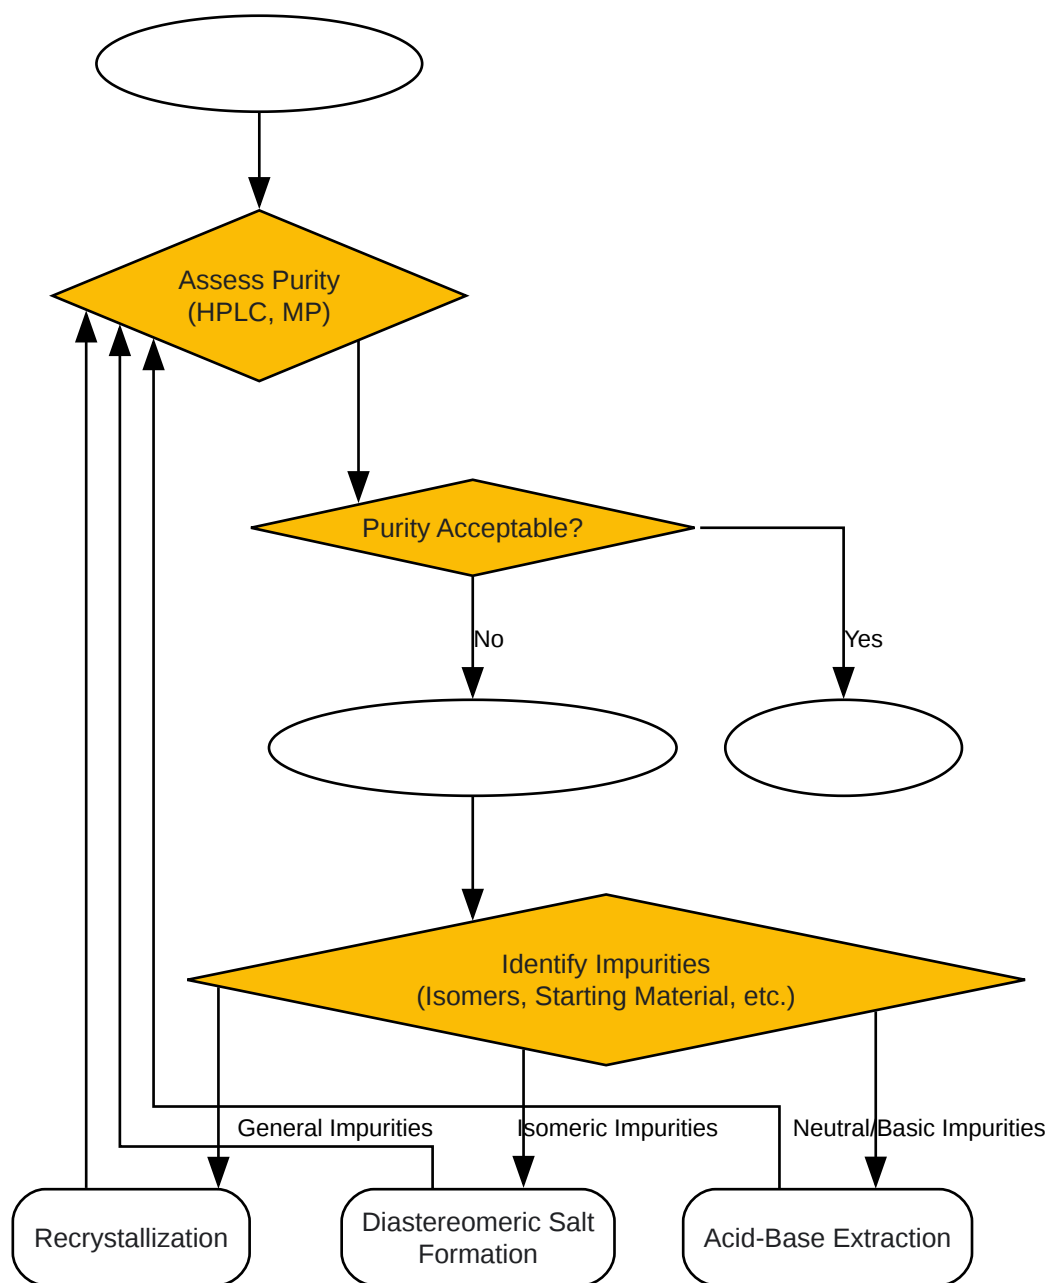 Assess Purity
(HPLC, MP)
Purity Acceptable?
No
Yes
Identify Impurities
(Isomers, Starting Material, etc.)
General Impurities
Isomeric Impurities
Neutral/Basic Impurities
Recrystallization
Diastereomeric Salt
Formation
Acid-Base Extraction